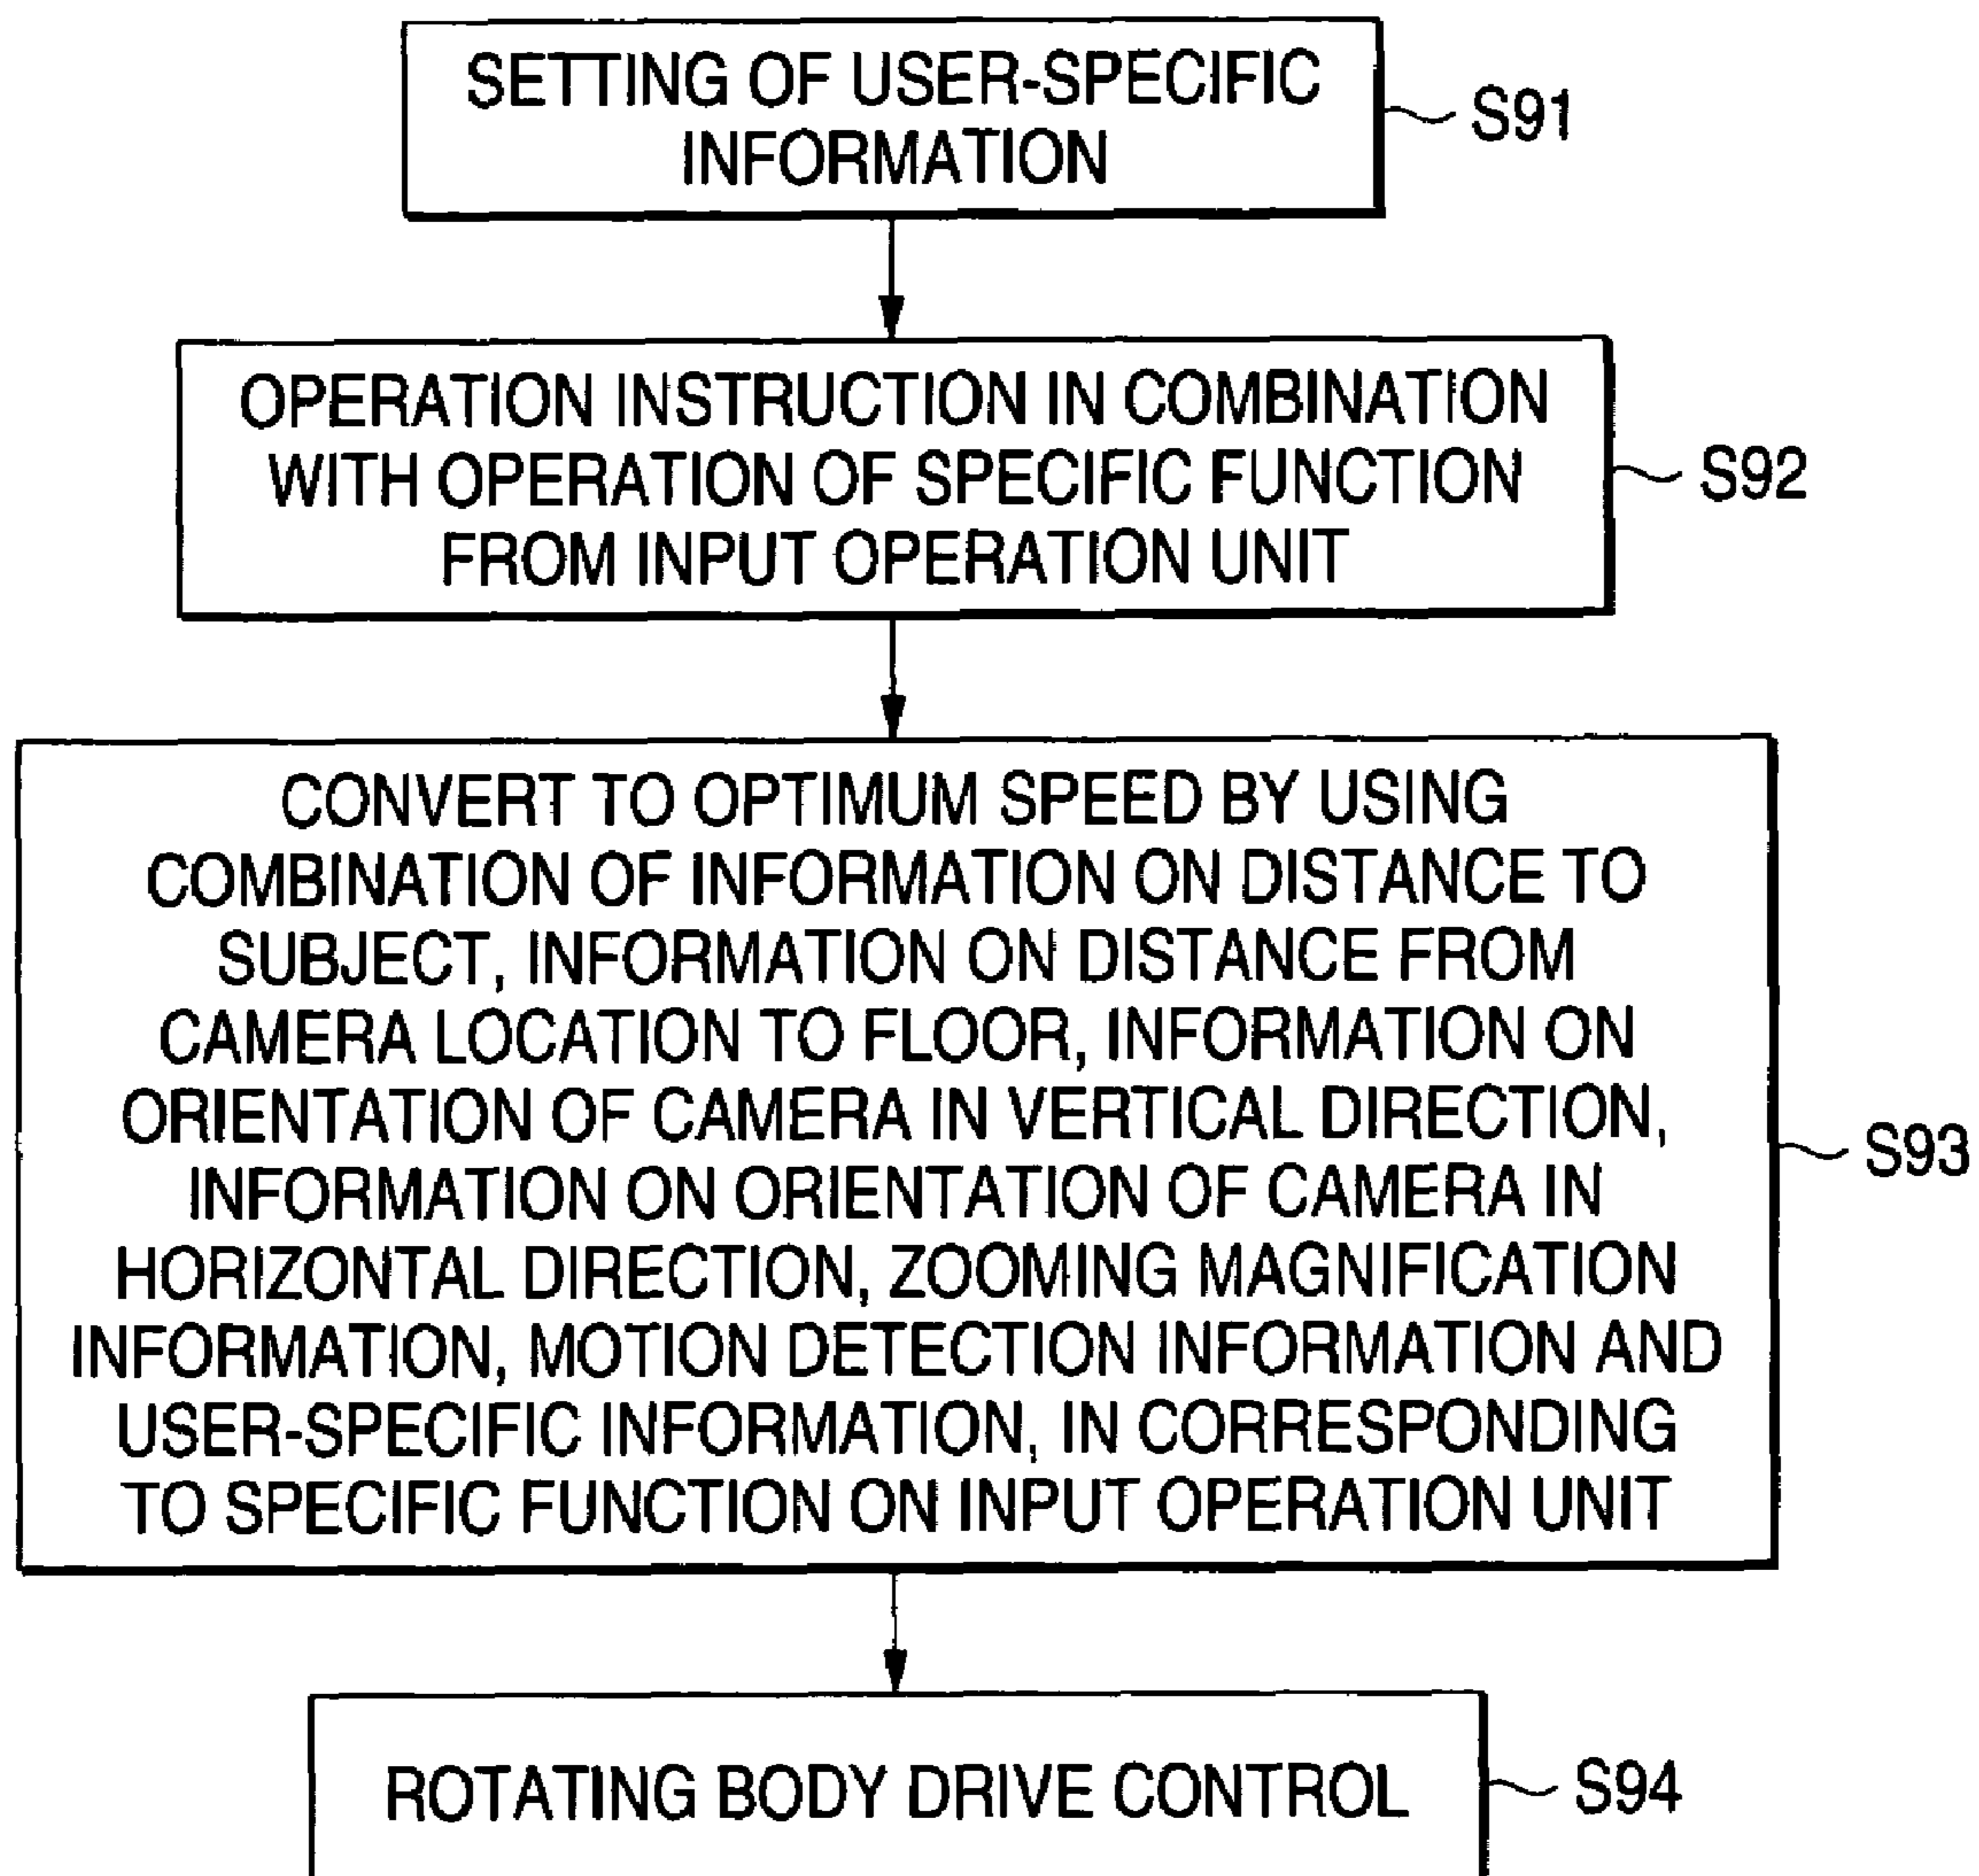 SETTING OF USER-SPECIFIC
INFORMATION
S91
OPERATION INSTRUCTION IN COMBINATION
WITH OPERATION OF SPECIFIC FUNCTION
FROM INPUT OPERATION UNIT
S92
CONVERT TO OPTIMUM SPEED BY USING
COMBINATION OF INFORMATION ON DISTANCE TO
SUBJECT, INFORMATION ON DISTANCE FROM
CAMERA LOCATION TO FLOOR, INFORMATION ON
ORIENTATION OF CAMERA IN VERTICAL DIRECTION,
INFORMATION ON ORIENTATION OF CAMERA IN
HORIZONTAL DIRECTION, ZOOMING MAGNIFICATION
INFORMATION, MOTION DETECTION INFORMATION AND
USER-SPECIFIC INFORMATION, IN CORRESPONDING
TO SPECIFIC FUNCTION ON INPUT OPERATION UNIT
S93
ROTATING BODY DRIVE CONTROL
S94